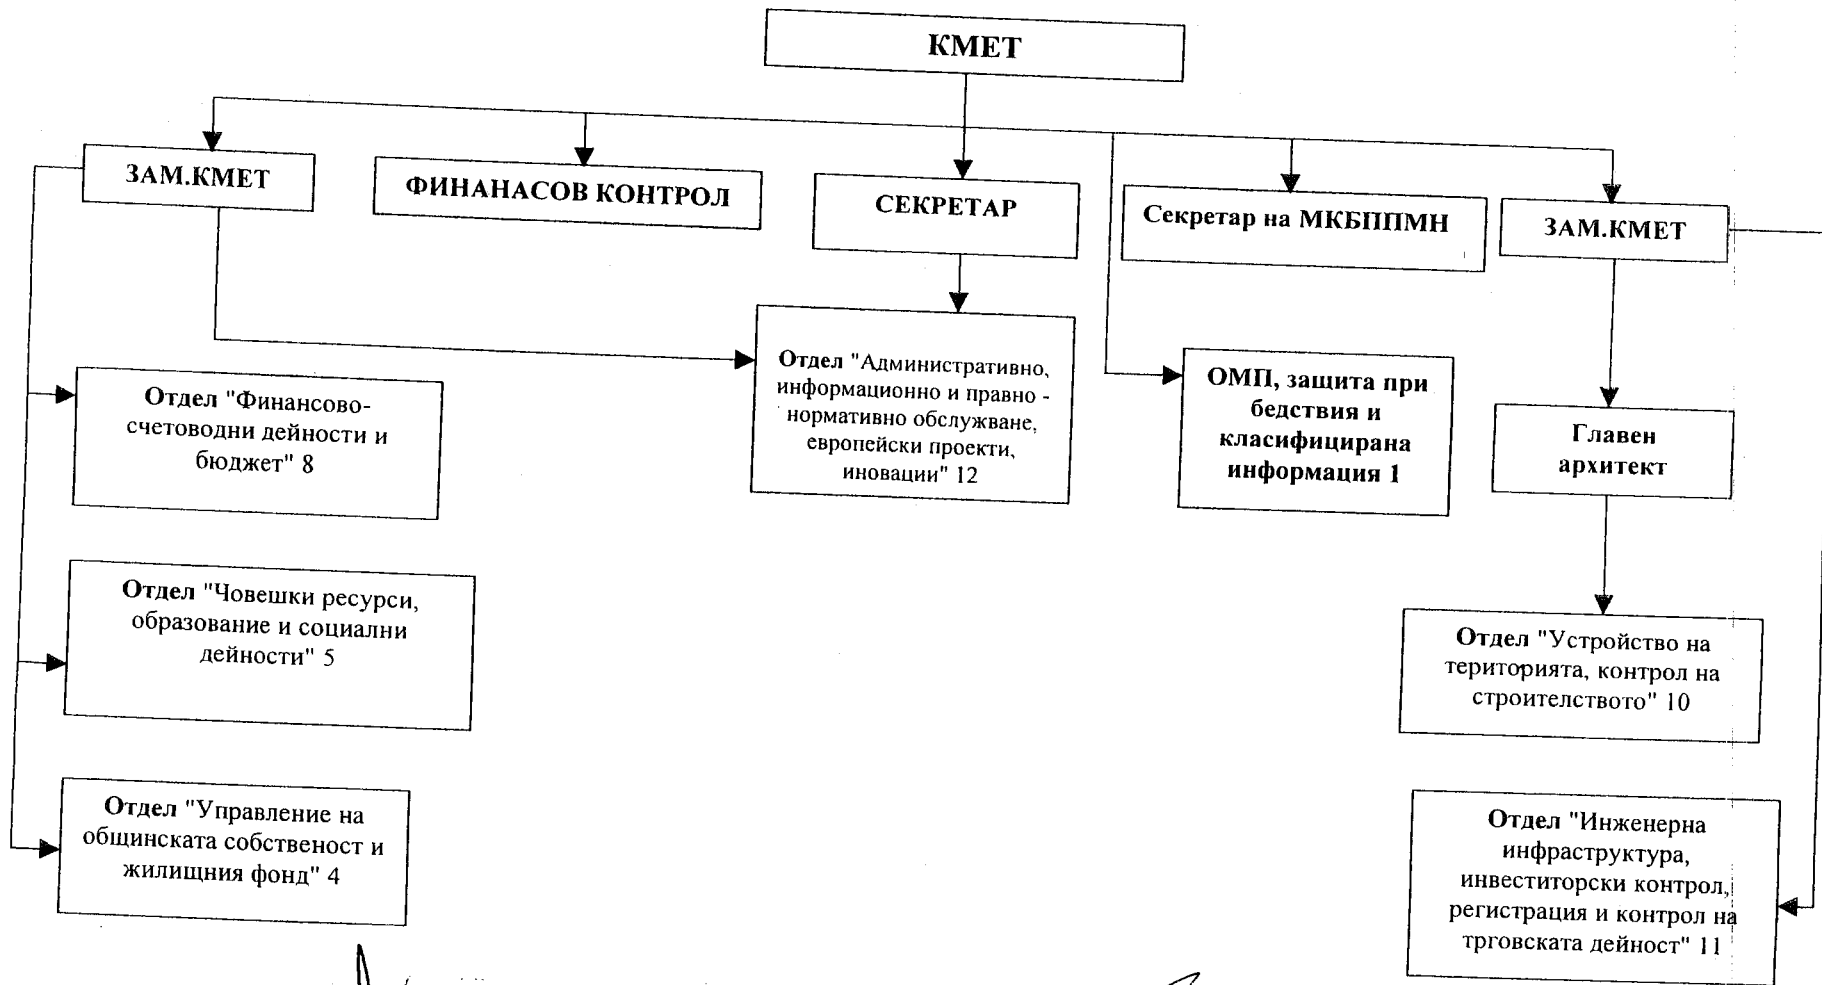 КМЕТ
ЗАМ.КМЕТ
ФИНАНАСОВ КОНТРОЛ
СЕКРЕТАР
Секретар на МКБППМН
ЗАМ.КМЕТ
Отдел "Финансово-
счетоводни дейности и
бюджет" 8
Отдел "Административно,
информационно и правно -
нормативно обслужване,
европейски проекти,
иновации" 12
ОМП, защита при
бедствия и
класифицирана
информация 1
Главен
архитект
Отдел "Човешки ресурси,
образование и социални
дейности" 5
Отдел "Устройство на
територията, контрол на
строителството" 10
Отдел "Управление на
общинската собственост и
жилищния фонд" 4
Отдел "Инженерна
инфраструктура,
инвеститорски контрол,
регистрация и контрол на
трговската дейност" 11